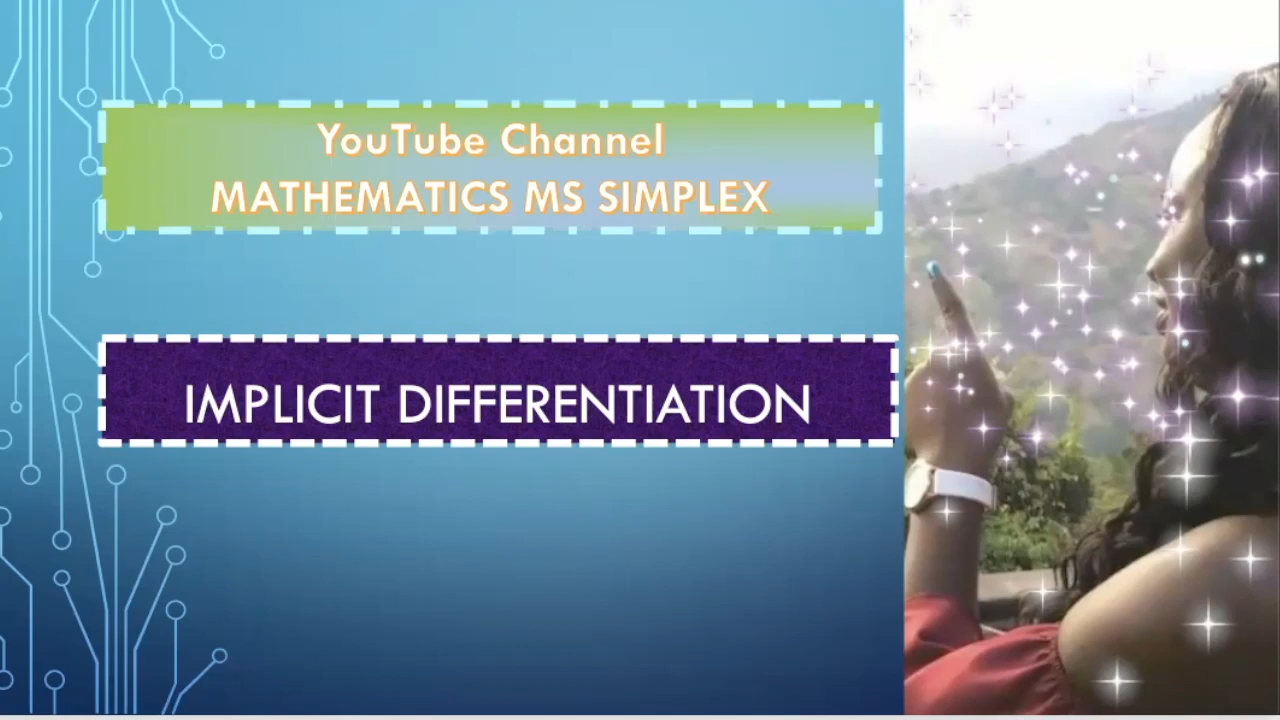 YouTube Channel
MATHEMATICS MS SIMPLEX
IMPLICIT DIFFERENTIATION